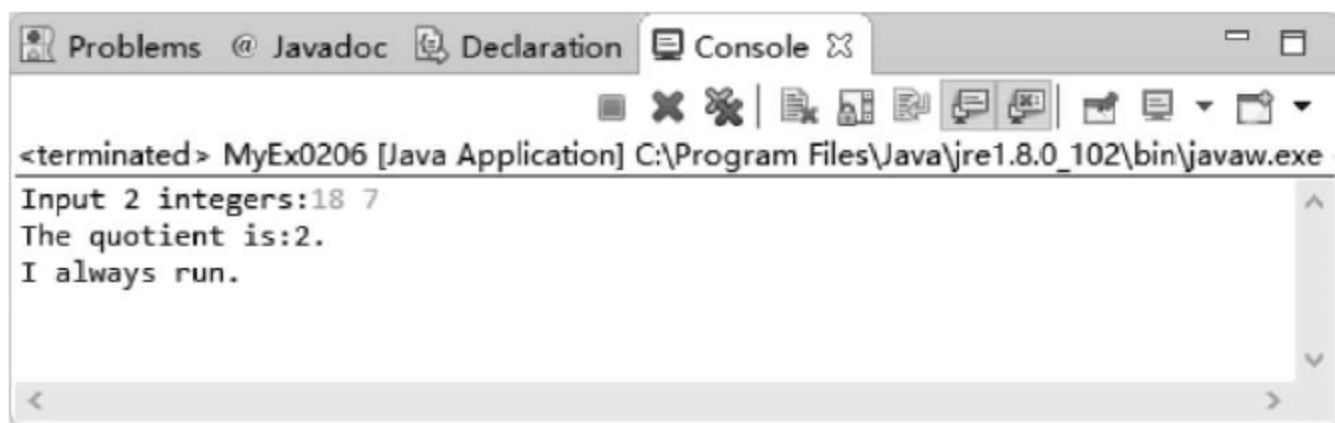 Problems @ Javadoc Declaration Console
<terminated> MyEx0206 [Java Application] C:\Program Files\Java\jre1.8.0_102\bin\javaw.exe
Input 2 integers:18 7
The quotient is:2.
I always run.